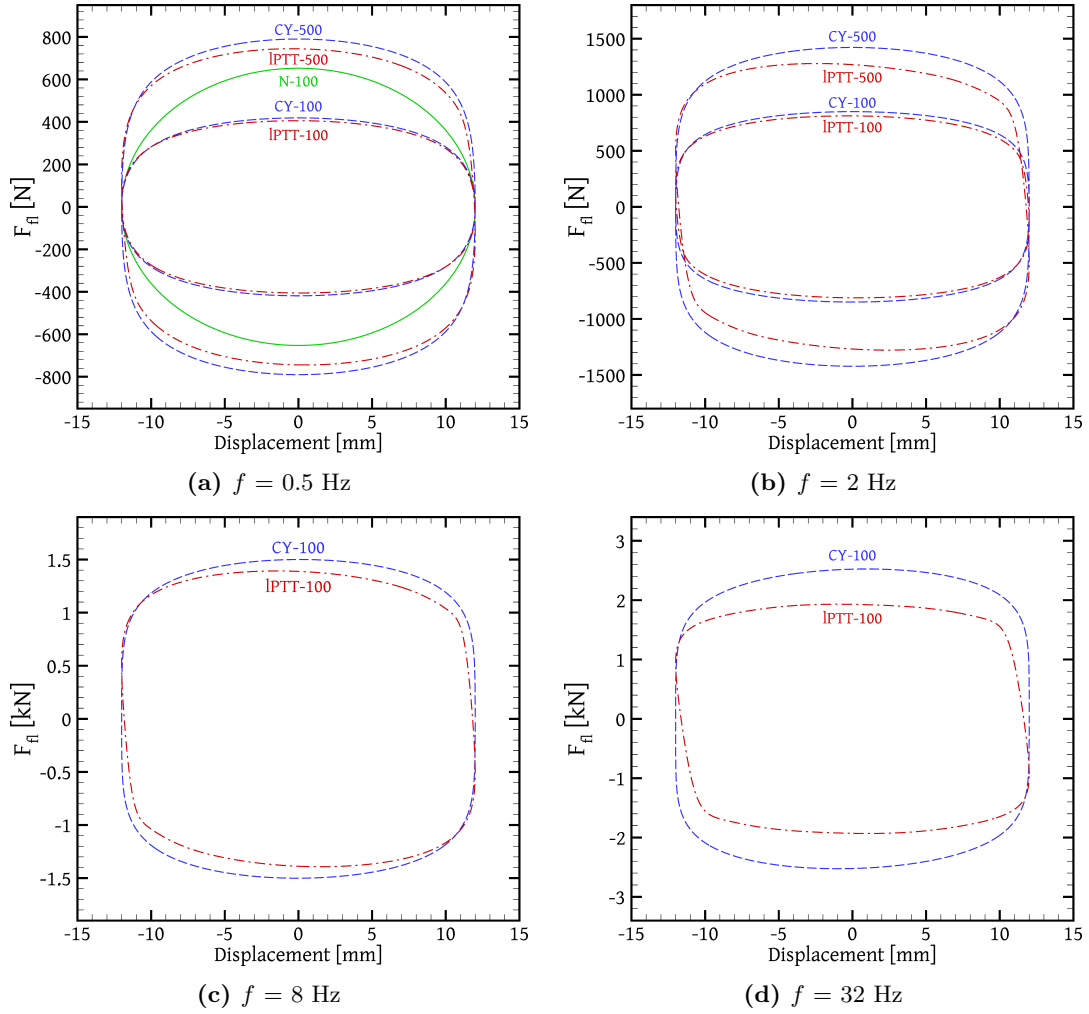 800
600
400
200
0
-200
-400
-600
-800
F_fl [N]
CY-500
lPTT-500
N-100
CY-100
lPTT-100
-15 -10 -5 0 5 10 15
Displacement [mm]
(a) f = 0.5 Hz
1500
1000
500
0
-500
-1000
-1500
F_fl [N]
CY-500
lPTT-500
CY-100
lPTT-100
-15 -10 -5 0 5 10 15
Displacement [mm]
(b) f = 2 Hz
1.5
1
0.5
0
-0.5
-1
-1.5
F_fl [kN]
CY-100
lPTT-100
-15 -10 -5 0 5 10 15
Displacement [mm]
(c) f = 8 Hz
3
2
1
0
-1
-2
-3
F_fl [kN]
CY-100
lPTT-100
-15 -10 -5 0 5 10 15
Displacement [mm]
(d) f = 32 Hz